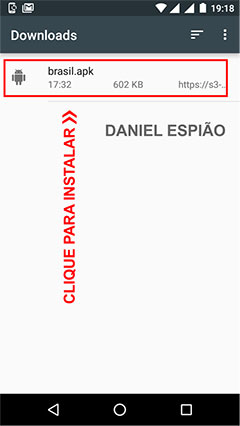 19:18
Downloads
brasil.apk
17:32 602 KB https://s3-..
CLIQUE PARA INSTALAR
DANIEL ESPIÃO